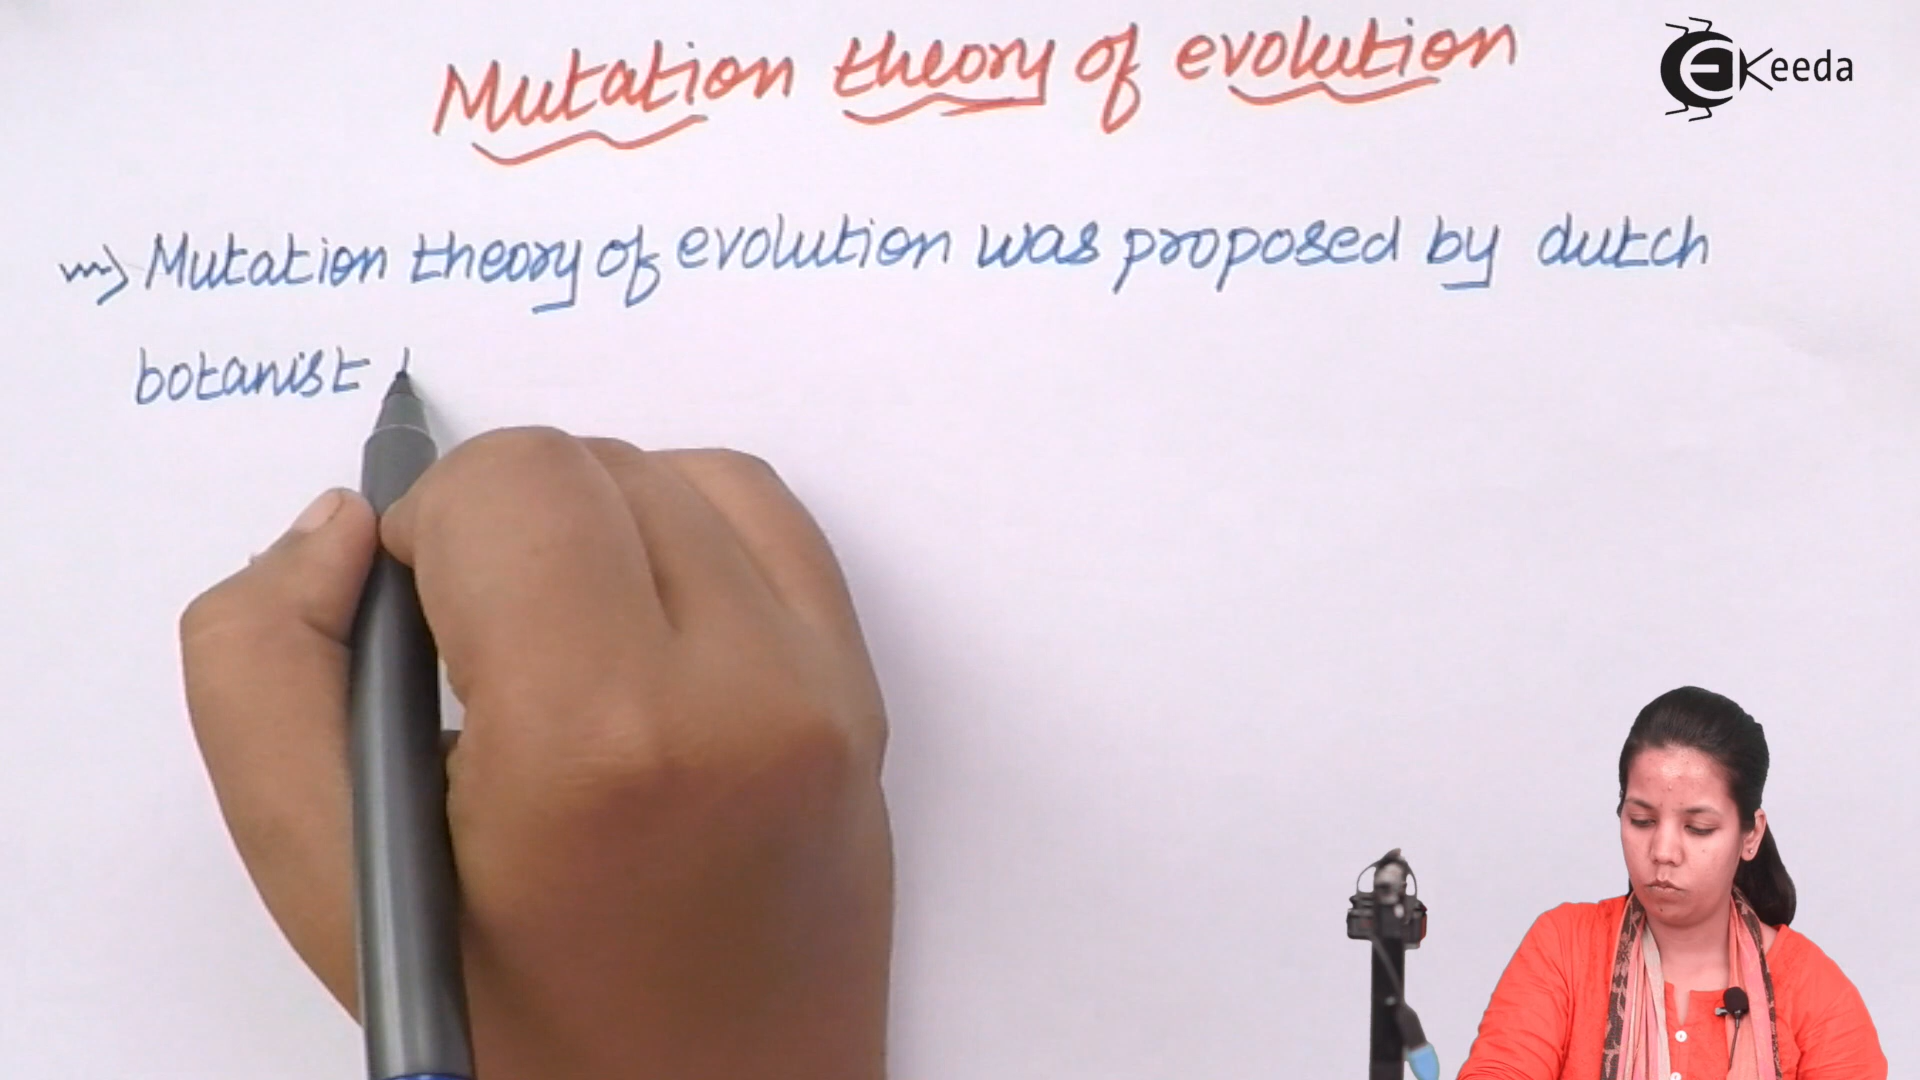 Mutation theory of evolution
Keeda
Mutation theory of evolution was proposed by dutch
botanist